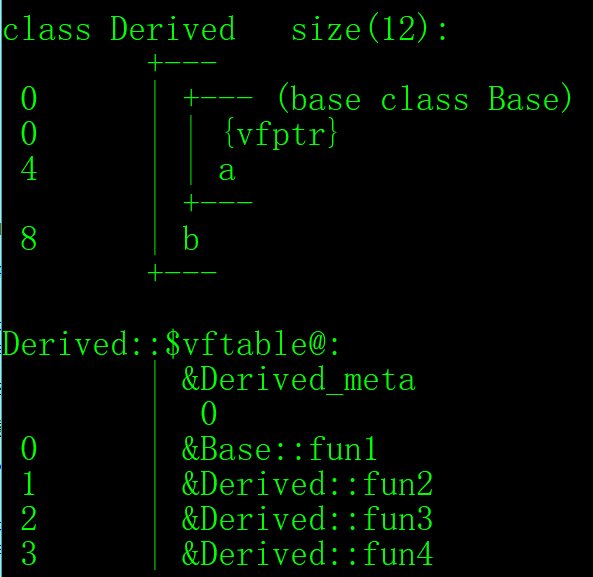 class Derived   size(12):
        +---
 0      | +--- (base class Base)
 0      | | {vfptr}
 4      | | a
        | +---
 8      | b
        +---

Derived::$vftable@:
        | &Derived_meta
        |  0
 0      | &Base::fun1
 1      | &Derived::fun2
 2      | &Derived::fun3
 3      | &Derived::fun4